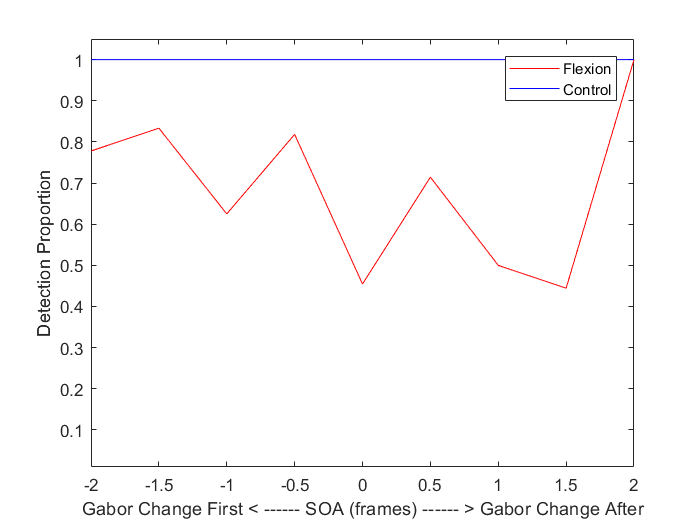 Flexion
Control
1
0.9
0.8
0.7
0.6
0.5
0.4
0.3
0.2
0.1
Detection Proportion
-2 -1.5 -1 -0.5 0 0.5 1 1.5 2
Gabor Change First < ------ SOA (frames) ------ > Gabor Change After